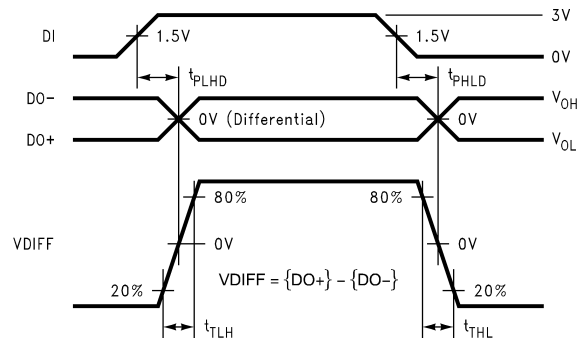 3V
DI 1.5V 1.5V
0V
tPLHD tPHLD
DO- VOH
0V (Differential) 0V
DO+ VOL
80% 80%
VDIFF 0V 0V
VDIFF = {DO+} - {DO-}
20% 20%
tTLH tTHL